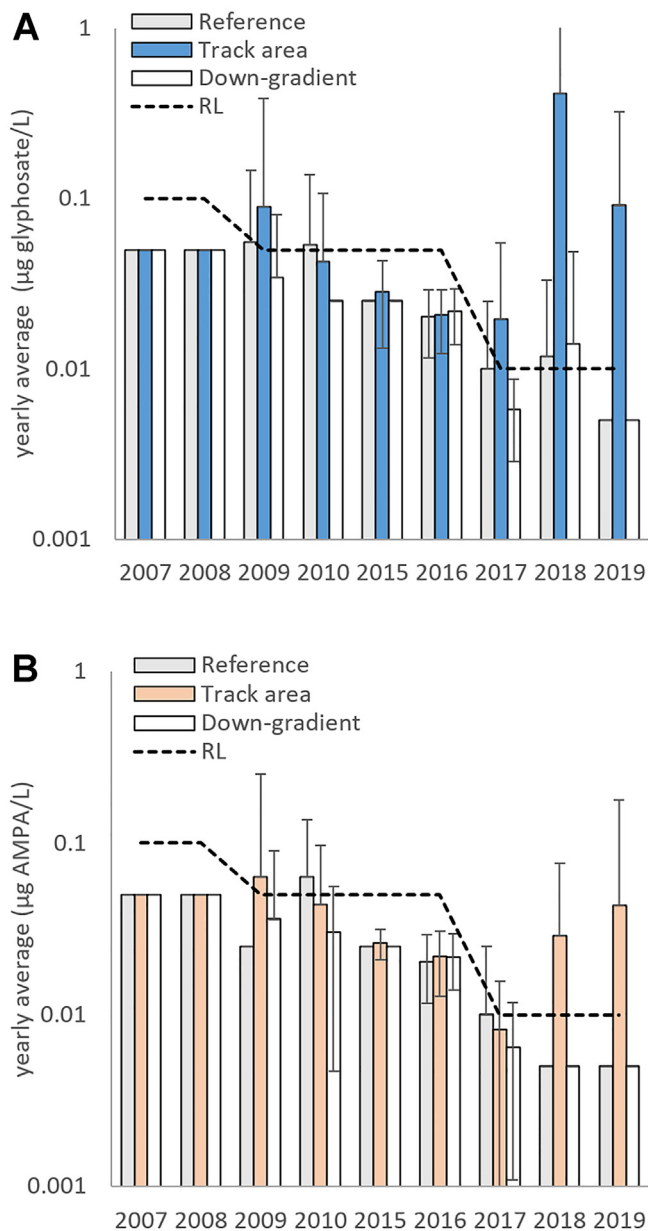 A
1
Reference
Track area
Down-gradient
RL
0.1
0.01
0.001
yearly average (µg glyphosate/L)
2007 2008 2009 2010 2015 2016 2017 2018 2019
B
1
Reference
Track area
Down-gradient
RL
0.1
0.01
0.001
yearly average (µg AMPA/L)
2007 2008 2009 2010 2015 2016 2017 2018 2019